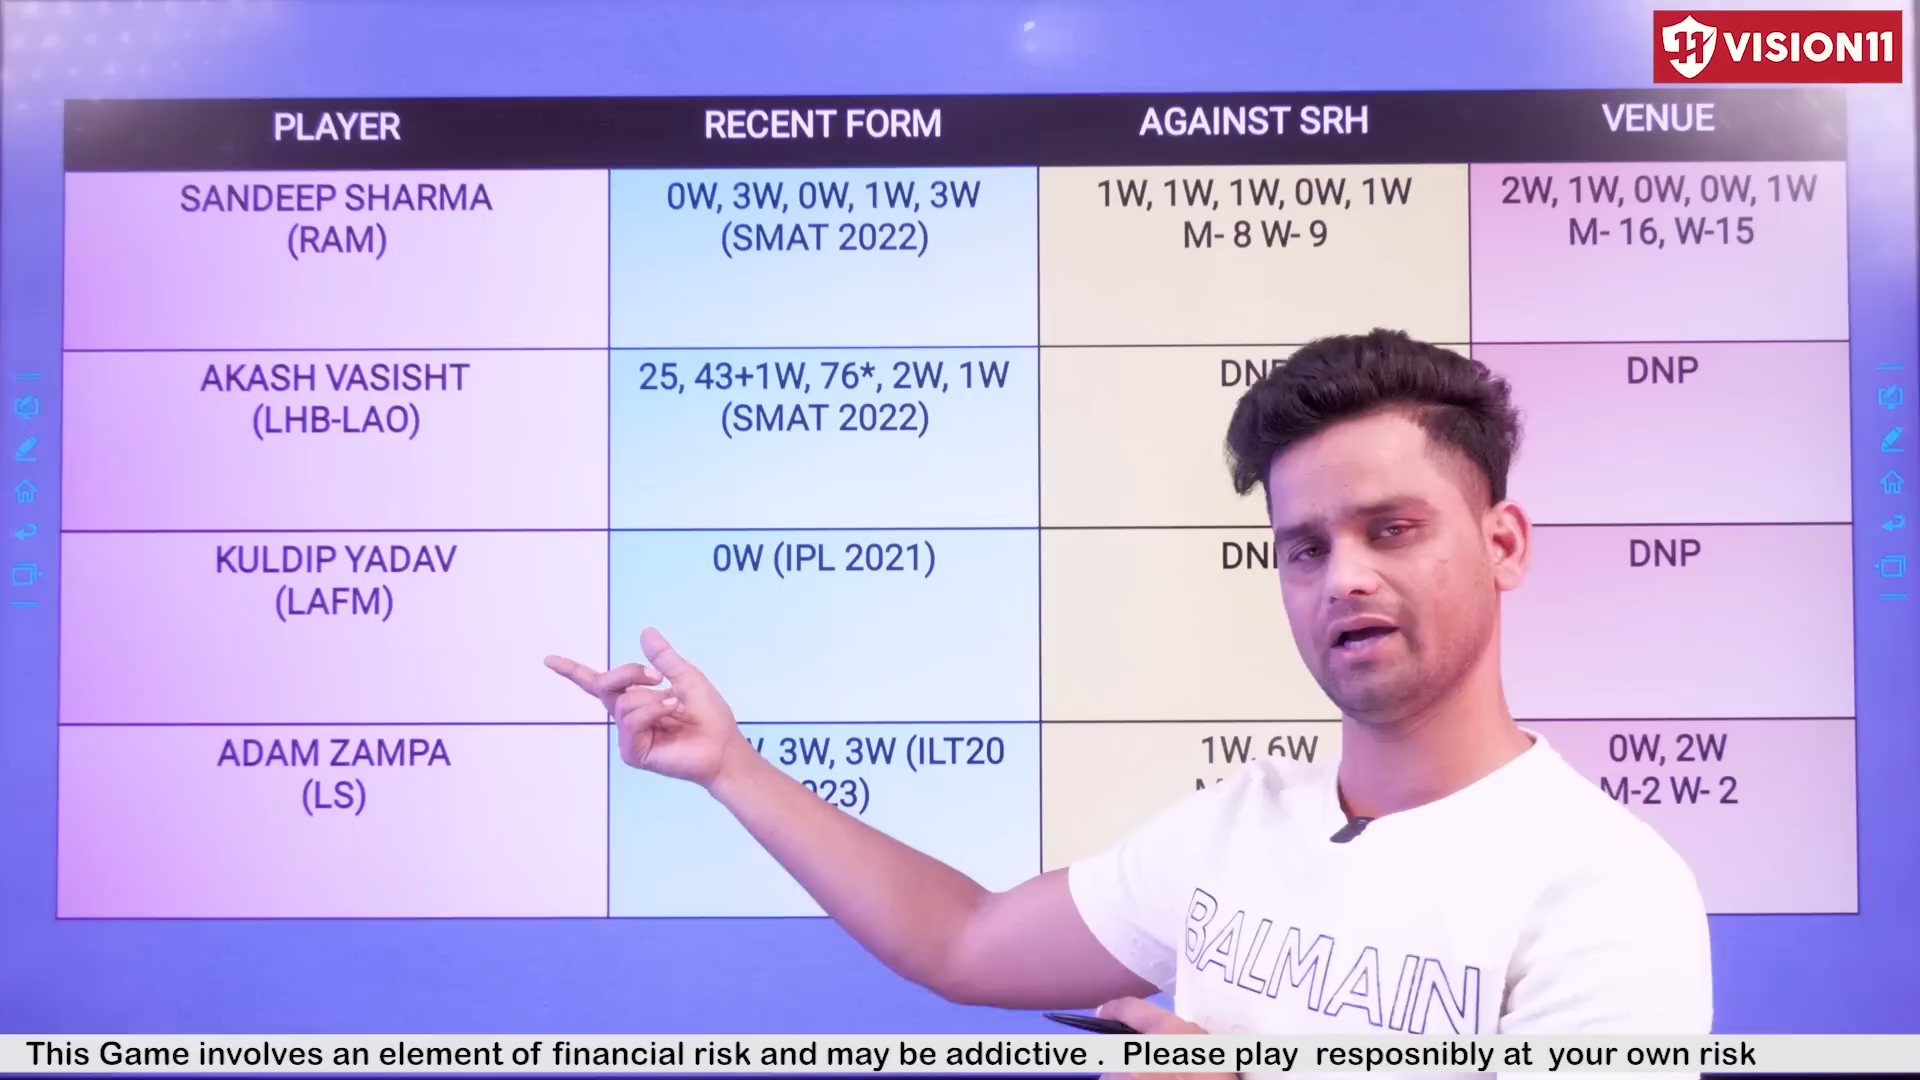 VISION11
PLAYER RECENT FORM AGAINST SRH VENUE
SANDEEP SHARMA
(RAM)
0W, 3W, 0W, 1W, 3W
(SMAT 2022)
1W, 1W, 1W, 0W, 1W
M- 8 W- 9
2W, 1W, 0W, 0W, 1W
M- 16, W-15
AKASH VASISHT
(LHB-LAO)
25, 43+1W, 76*, 2W, 1W
(SMAT 2022)
DNP
KULDIP YADAV
(LAFM)
0W (IPL 2021)
DNP
ADAM ZAMPA
(LS)
3W, 3W (ILT20
1W, 6W
0W, 2W
M-2 W- 2
BALMAIN
This Game involves an element of financial risk and may be addictive . Please play resposnibly at your own risk